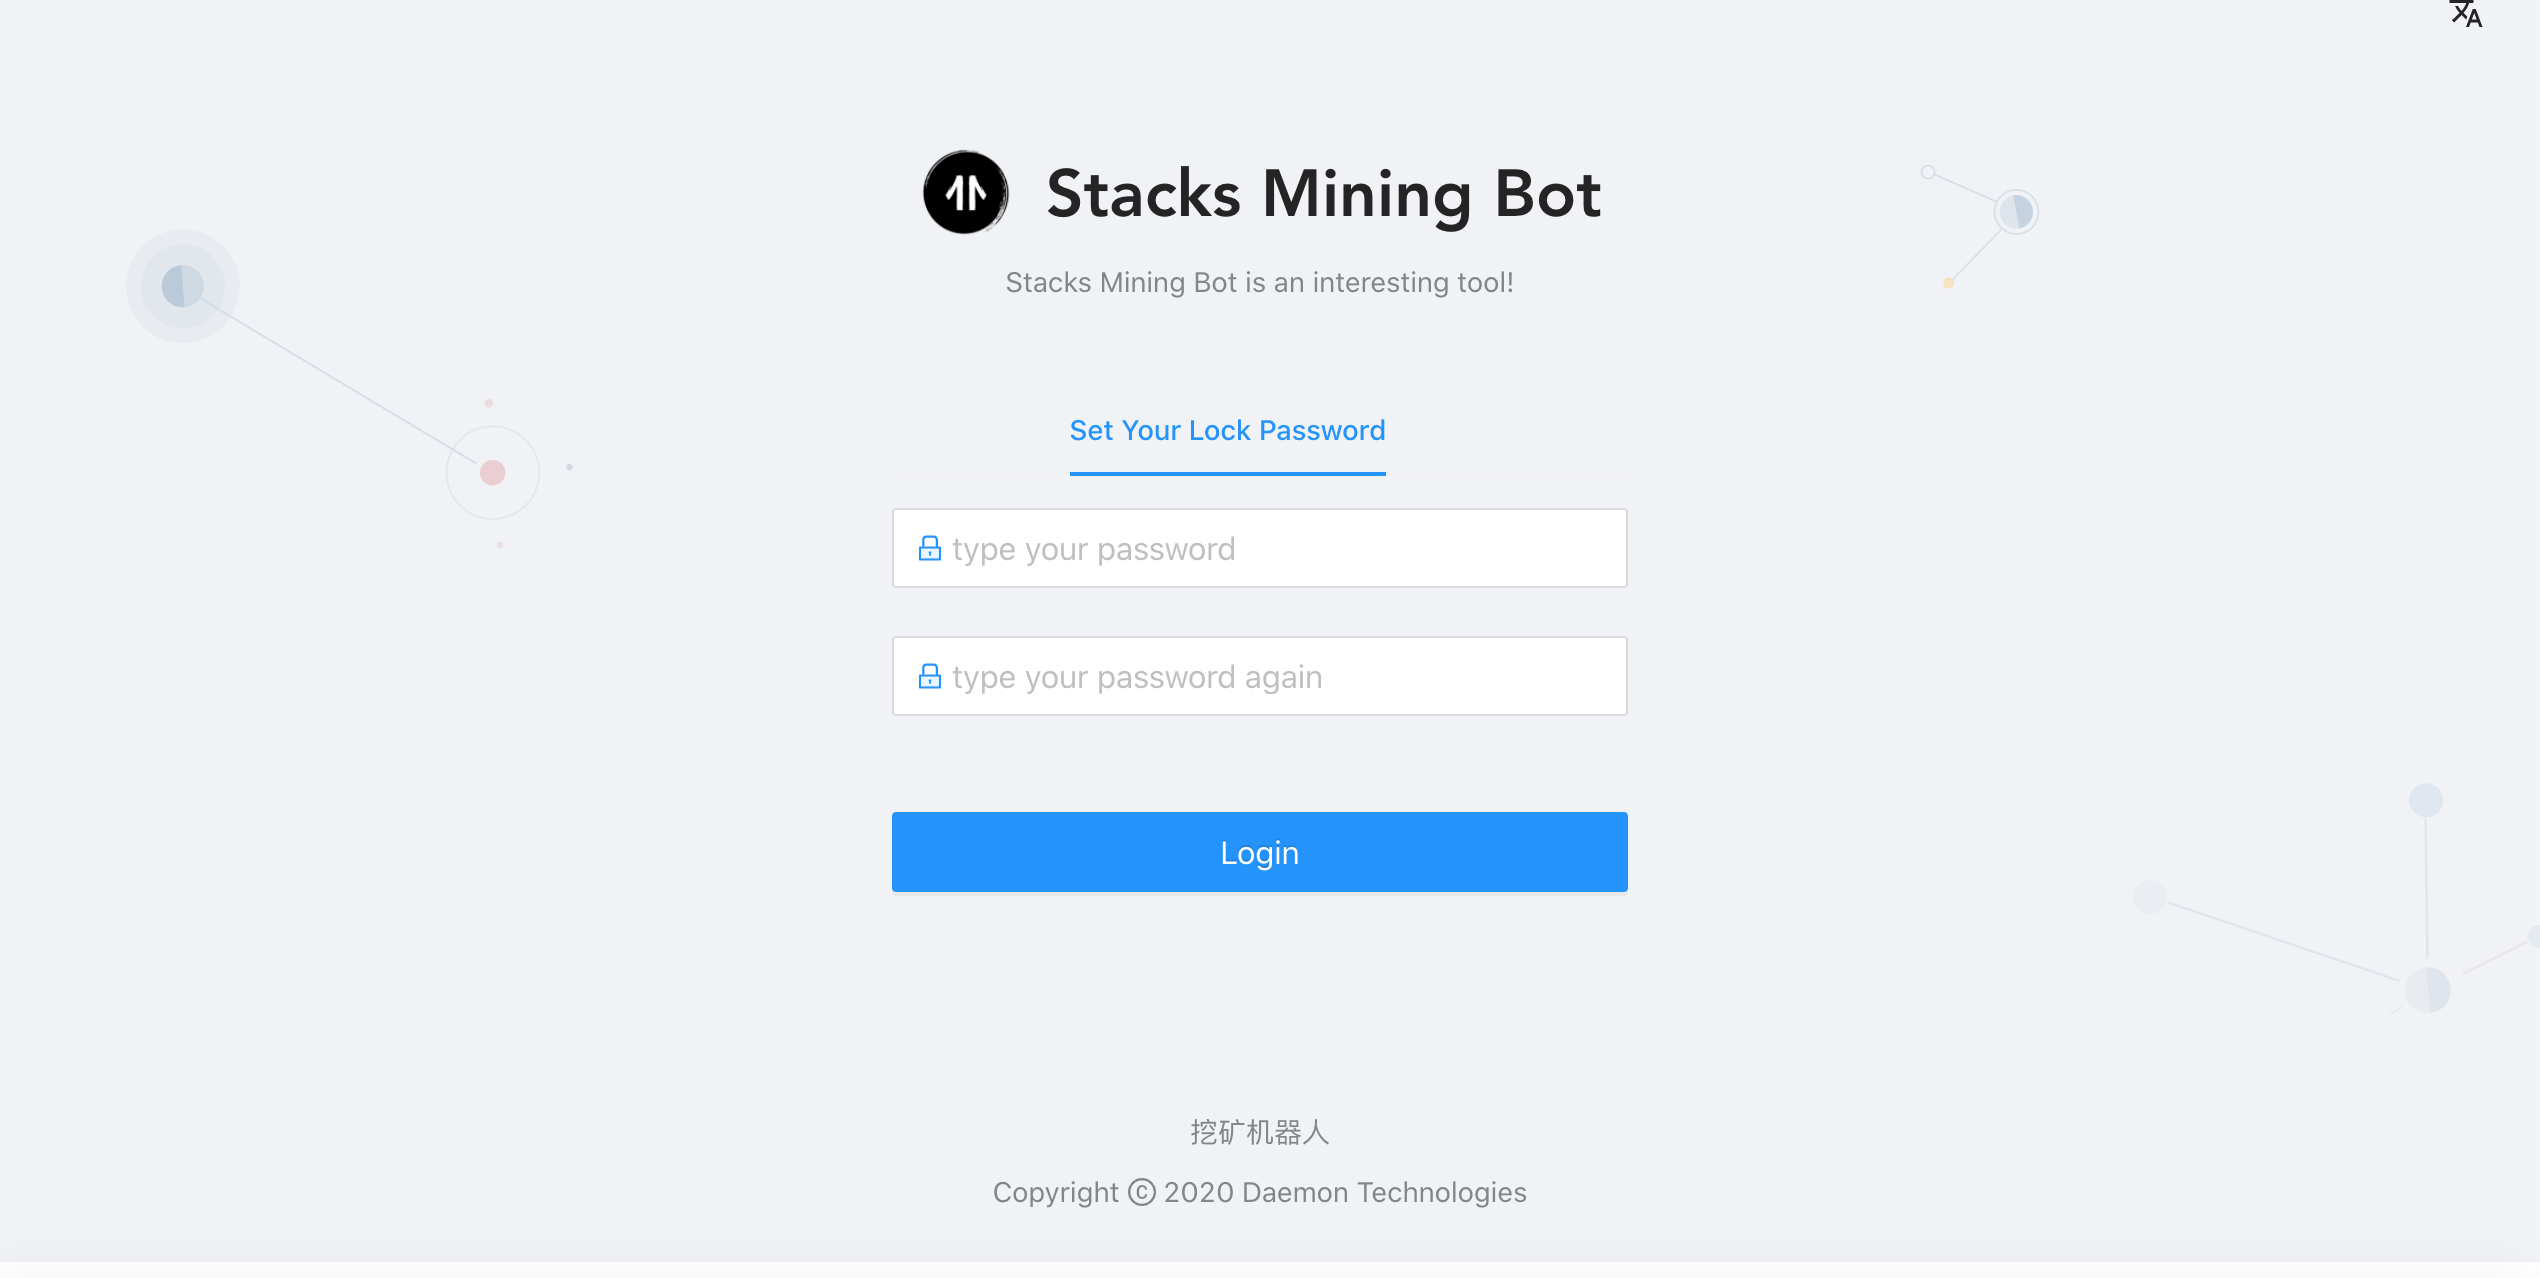 Stacks Mining Bot
Stacks Mining Bot is an interesting tool!
Set Your Lock Password
type your password
type your password again
Login
挖矿机器人
Copyright © 2020 Daemon Technologies